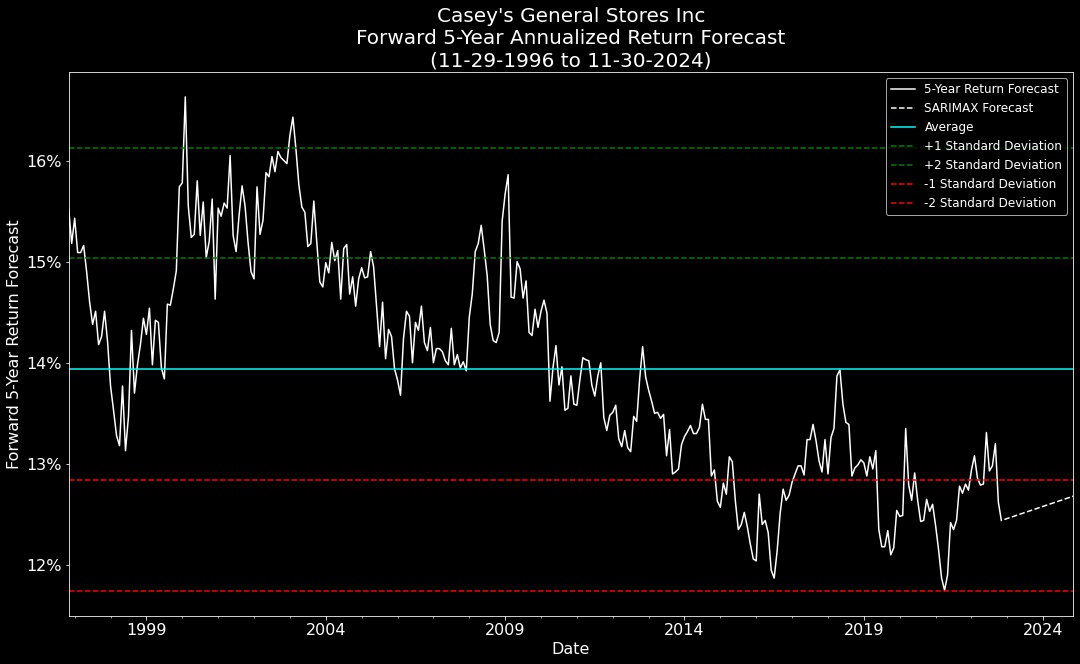 Casey's General Stores Inc
Forward 5-Year Annualized Return Forecast
(11-29-1996 to 11-30-2024)
5-Year Return Forecast
SARIMAX Forecast
Average
+1 Standard Deviation
+2 Standard Deviation
-1 Standard Deviation
-2 Standard Deviation
Forward 5-Year Return Forecast
16%
15%
14%
13%
12%
1999
2004
2009
2014
2019
2024
Date